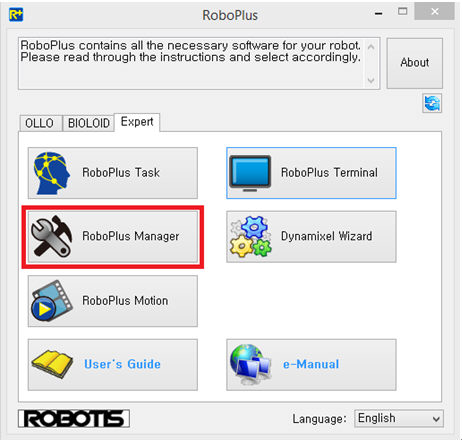 R+
RoboPlus
RoboPlus contains all the necessary software for your robot.
Please read through the instructions and select accordingly.
About
OLLO
BIOLOID
Expert
RoboPlus Task
RoboPlus Terminal
RoboPlus Manager
Dynamixel Wizard
RoboPlus Motion
User's Guide
e-Manual
ROBOTIS
Language:
English